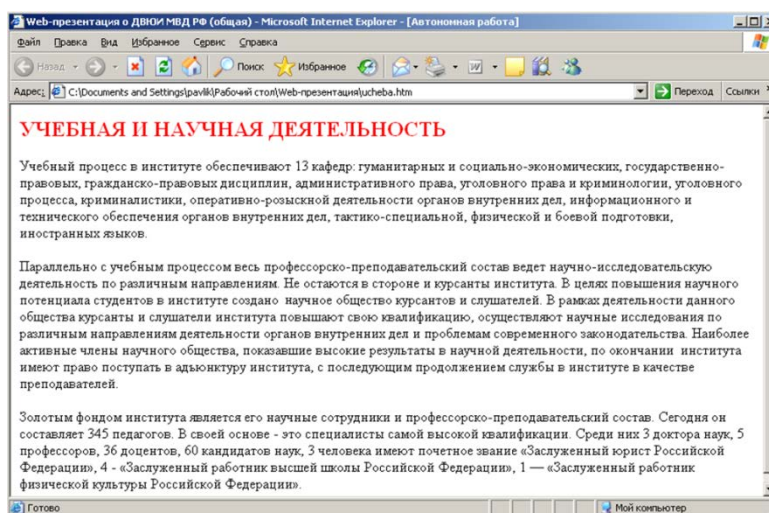 Web-презентация о ДВЮИ МВД РФ (общая) - Microsoft Internet Explorer - [Автономная работа]
Файл Правка Вид Избранное Сервис Справка
Назад Поиск Избранное
Адрес: C:\Documents and Settings\pavlik\Рабочий стол\Web-презентация\ucheba.htm Переход Ссылки
УЧЕБНАЯ И НАУЧНАЯ ДЕЯТЕЛЬНОСТЬ
Учебный процесс в институте обеспечивают 13 кафедр: гуманитарных и социально-экономических, государственно-
правовых, гражданско-правовых дисциплин, административного права, уголовного права и криминологии, уголовного
процесса, криминалистики, оперативно-розыскной деятельности органов внутренних дел, информационного и
технического обеспечения органов внутренних дел, тактико-специальной, физической и боевой подготовки,
иностранных языков.
Параллельно с учебным процессом весь профессорско-преподавательский состав ведет научно-исследовательскую
деятельность по различным направлениям. Не остаются в стороне и курсанты института. В целях повышения научного
потенциала студентов в институте создано научное общество курсантов и слушателей. В рамках деятельности данного
общества курсанты и слушатели института повышают свою квалификацию, осуществляют научные исследования по
различным направлениям деятельности органов внутренних дел и проблемам современного законодательства. Наиболее
активные члены научного общества, показавшие высокие результаты в научной деятельности, по окончании института
имеют право поступать в адъюнктуру института, с последующим продолжением службы в институте в качестве
преподавателей.
Золотым фондом института является его научные сотрудники и профессорско-преподавательский состав. Сегодня он
составляет 345 педагогов. В своей основе - это специалисты самой высокой квалификации. Среди них 3 доктора наук, 5
профессоров, 36 доцентов, 60 кандидатов наук, 3 человека имеют почетное звание «Заслуженный юрист Российской
Федерации», 4 - «Заслуженный работник высшей школы Российской Федерации», 1 — «Заслуженный работник
физической культуры Российской Федерации».
Готово Мой компьютер